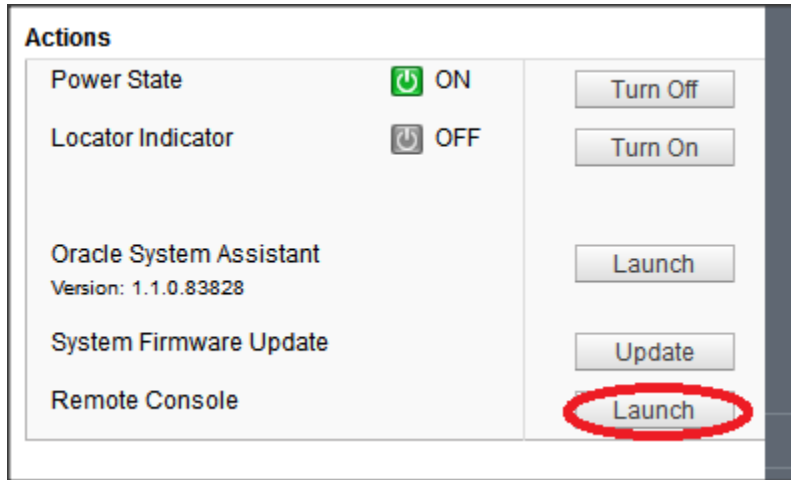 Actions
Power State ON Turn Off
Locator Indicator OFF Turn On
Oracle System Assistant Launch
Version: 1.1.0.83828
System Firmware Update Update
Remote Console Launch